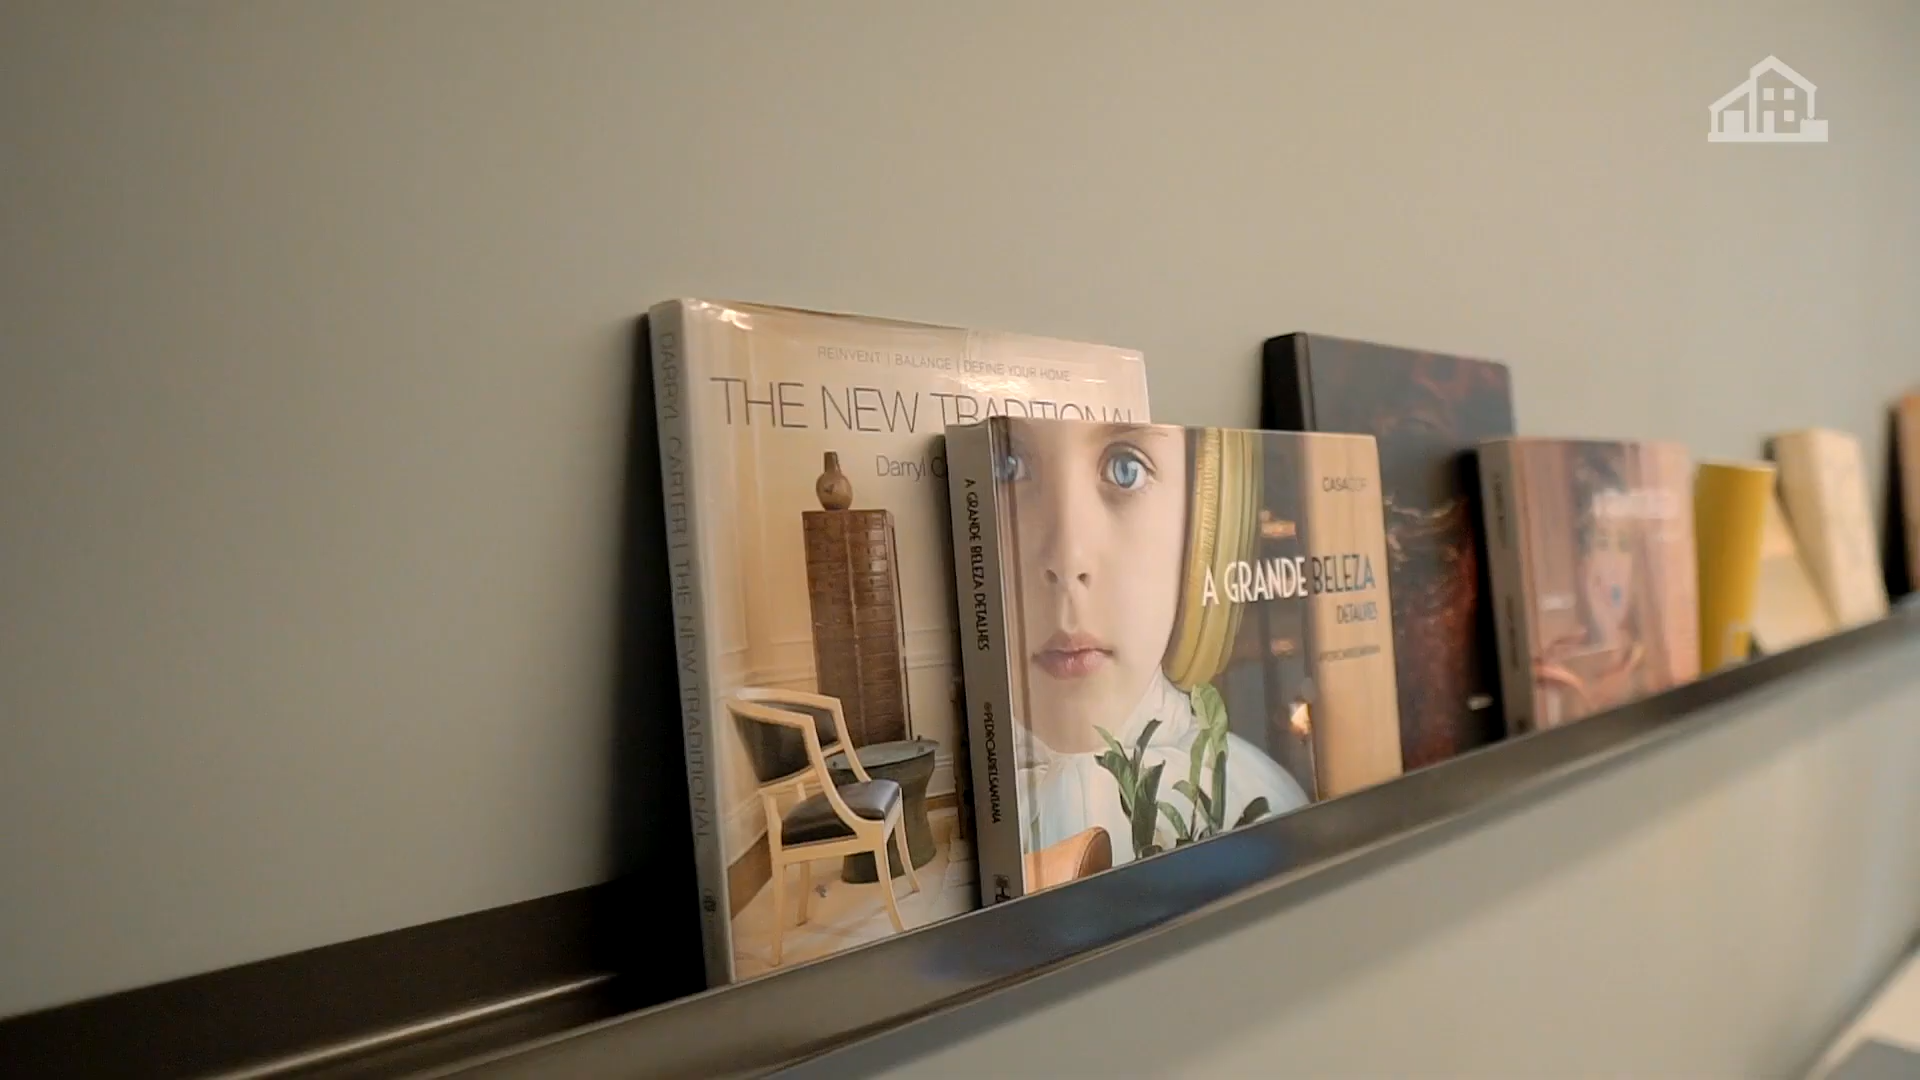 DARRYL CARTER | THE NEW TRADITIONAL
REINVENT | BALANCE | DEFINE YOUR HOME
THE NEW TRADITIONAL
Darryl
A GRANDE BELEZA DETALHES
@PEDROARIELSANTANA
CASACOR
A GRANDE BELEZA
DETALHES